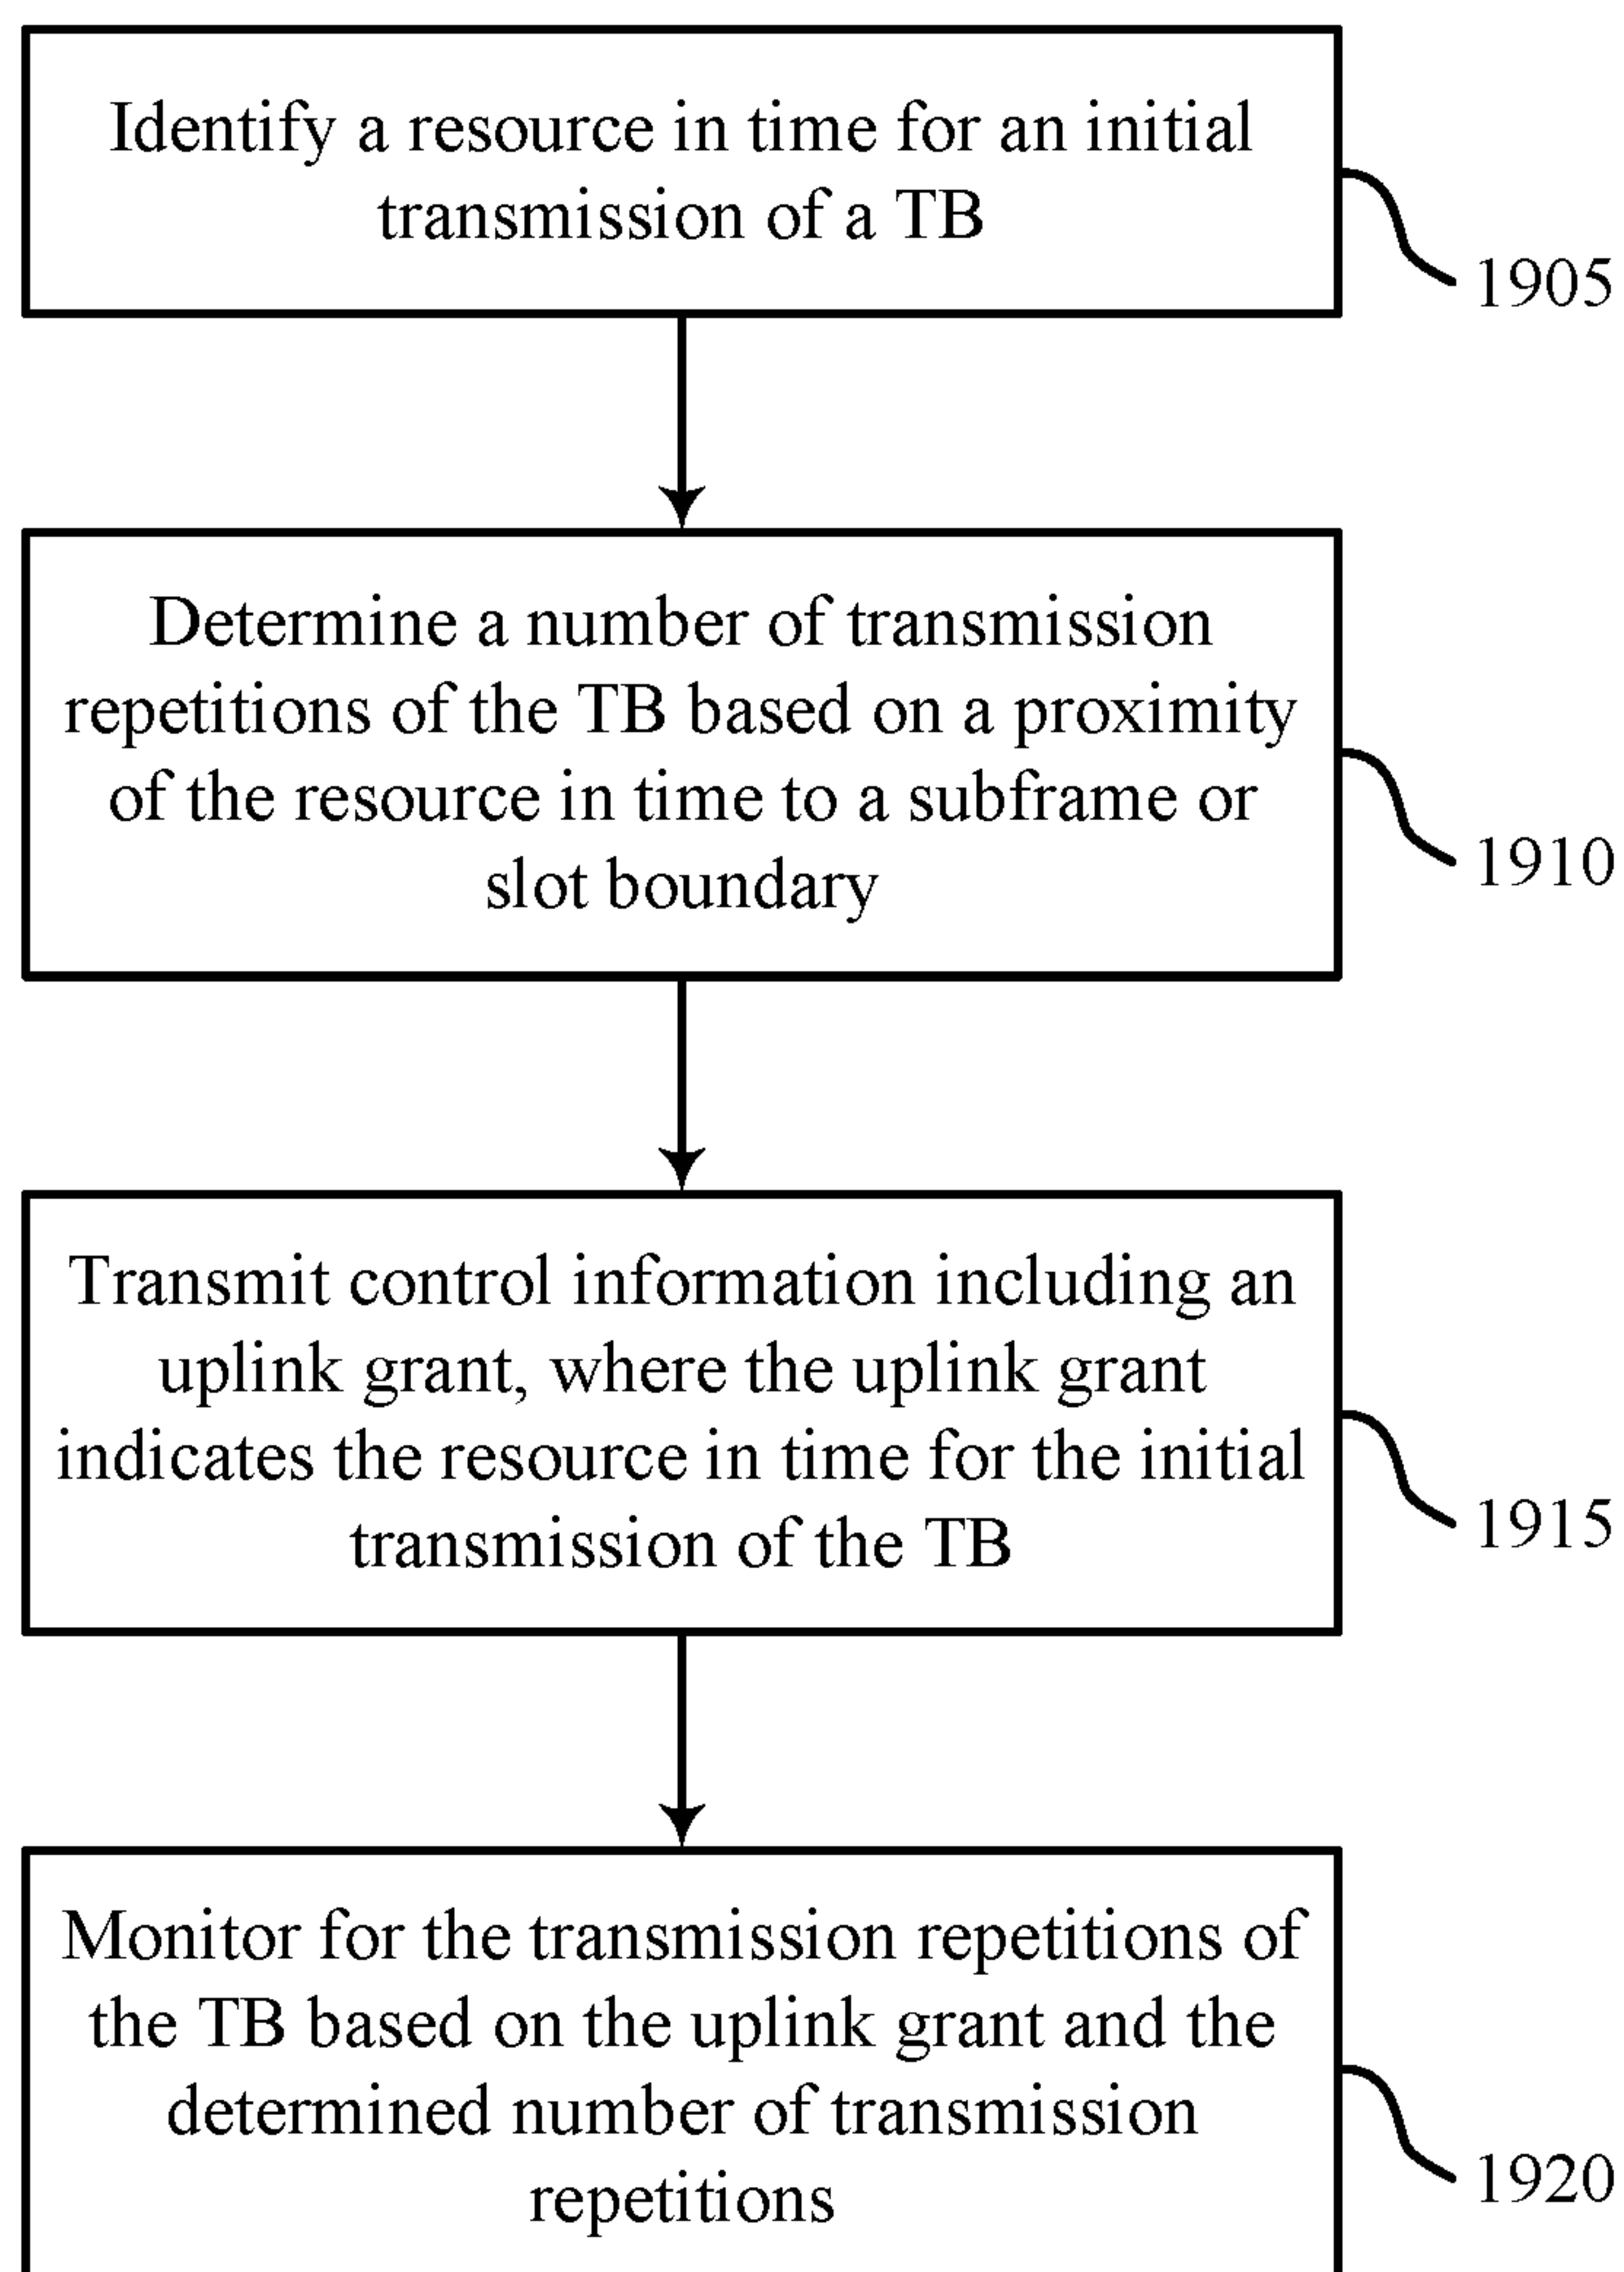 Identify a resource in time for an initial
transmission of a TB
1905
Determine a number of transmission
repetitions of the TB based on a proximity
of the resource in time to a subframe or
slot boundary
1910
Transmit control information including an
uplink grant, where the uplink grant
indicates the resource in time for the initial
transmission of the TB
1915
Monitor for the transmission repetitions of
the TB based on the uplink grant and the
determined number of transmission
repetitions
1920